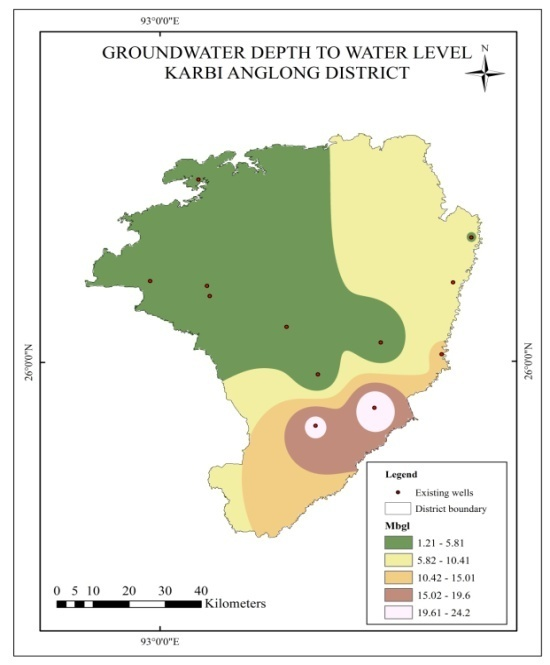 93°0'0"E
GROUNDWATER DEPTH TO WATER LEVEL
KARBI ANGLONG DISTRICT
N
26°0'0"N
26°0'0"N
Legend
Existing wells
District boundary
Mbgl
1.21 - 5.81
5.82 - 10.41
10.42 - 15.01
15.02 - 19.6
19.61 - 24.2
0 5 10 20 30 40
Kilometers
93°0'0"E